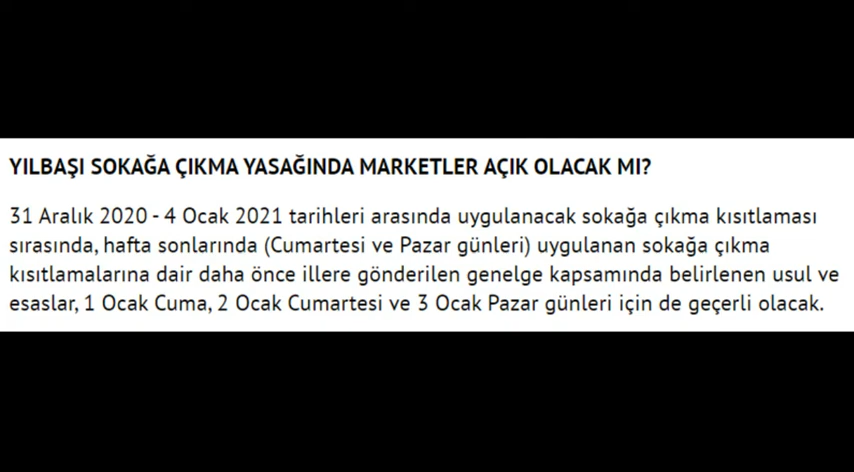 YILBAŞI SOKAĞA ÇIKMA YASAĞINDA MARKETLER AÇIK OLACAK MI?
31 Aralık 2020 - 4 Ocak 2021 tarihleri arasında uygulanacak sokağa çıkma kısıtlaması
sırasında, hafta sonlarında (Cumartesi ve Pazar günleri) uygulanan sokağa çıkma
kısıtlamalarına dair daha önce illere gönderilen genelge kapsamında belirlenen usul ve
esaslar, 1 Ocak Cuma, 2 Ocak Cumartesi ve 3 Ocak Pazar günleri için de geçerli olacak.